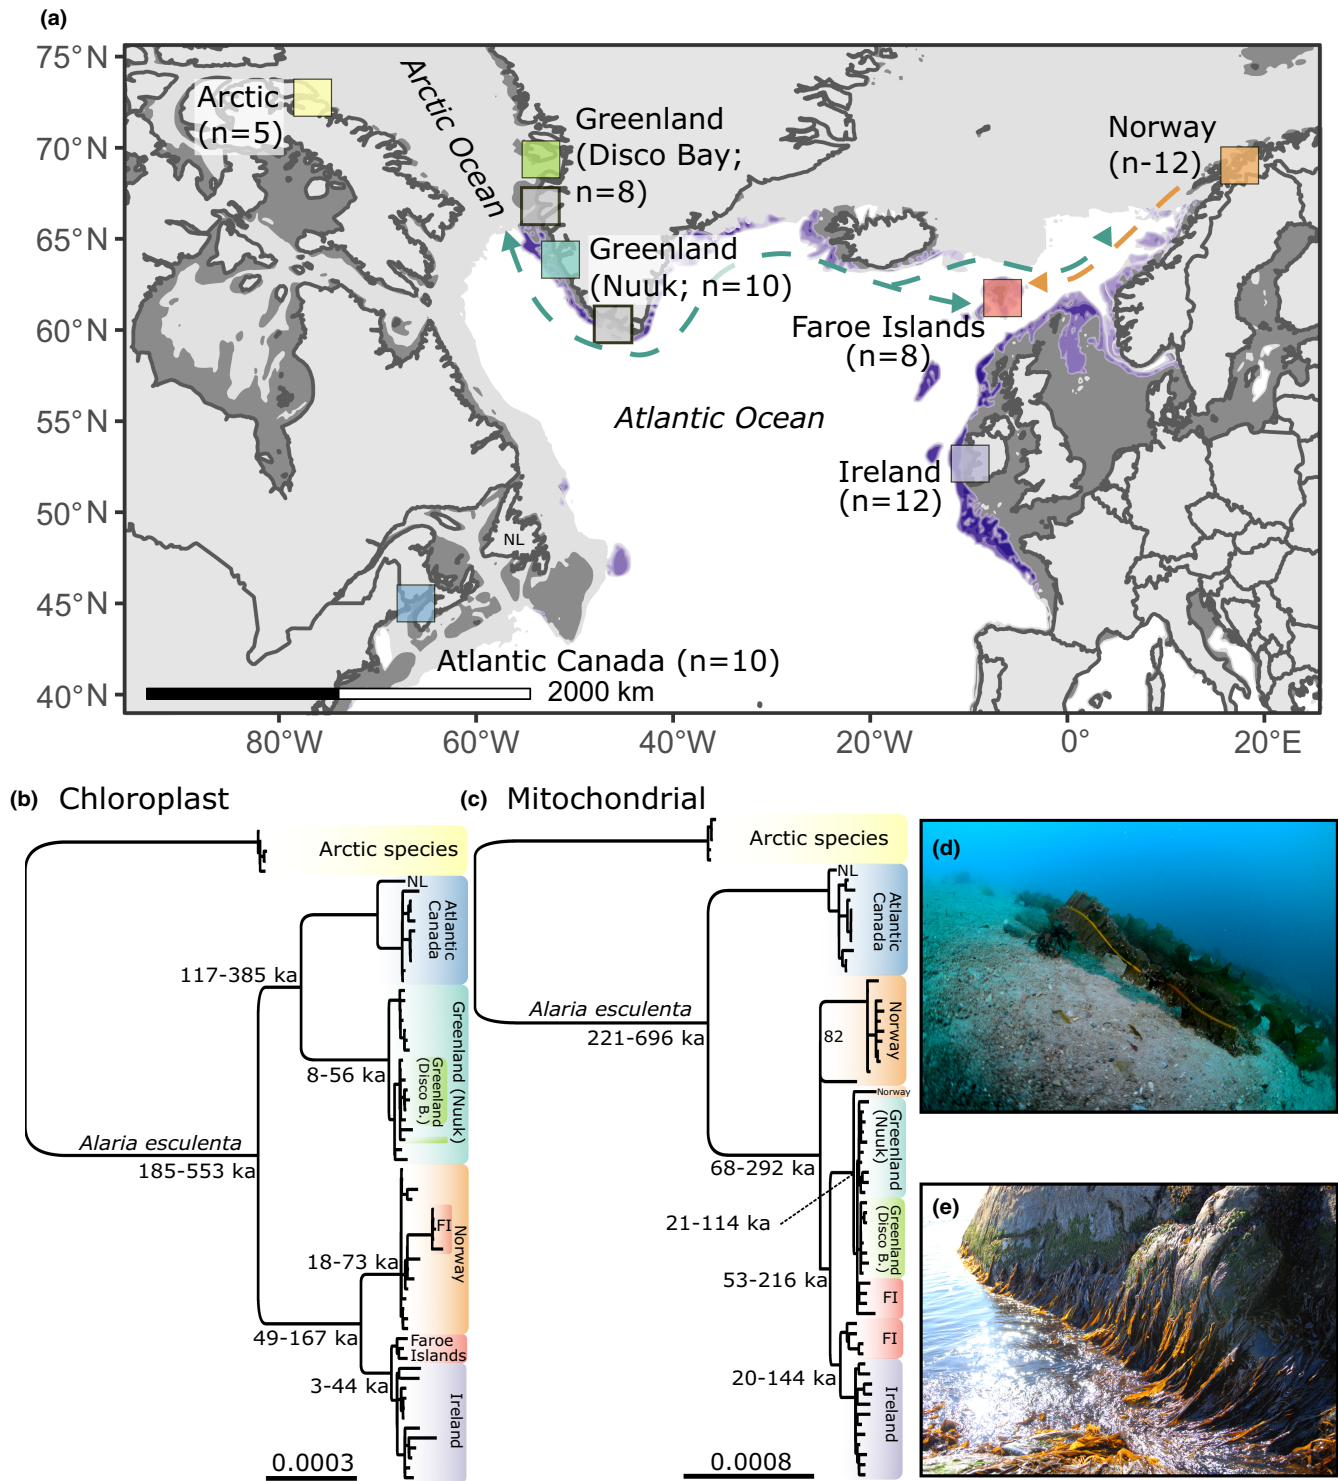 (a)
75°N
70°N
65°N
60°N
55°N
50°N
45°N
40°N
Arctic
(n=5)
Arctic Ocean
Greenland
(Disco Bay;
n=8)
Greenland
(Nuuk; n=10)
Norway
(n-12)
Faroe Islands
(n=8)
Atlantic Ocean
Ireland
(n=12)
NL
Atlantic Canada (n=10)
2000 km
80°W
60°W
40°W
20°W
0°
20°E
(b) Chloroplast
Arctic species
NL
Atlantic
Canada
117-385 ka
Greenland (Nuuk)
Greenland
(Disco B.)
8-56 ka
Alaria esculenta
185-553 ka
FI
Norway
18-73 ka
49-167 ka
Faroe
Islands
3-44 ka
Ireland
0.0003
(c) Mitochondrial
Arctic species
NL
Atlantic
Canada
Alaria esculenta
221-696 ka
82
Norway
Norway
Greenland
(Nuuk)
68-292 ka
21-114 ka
Greenland
(Disco B.)
53-216 ka
FI
FI
20-144 ka
Ireland
0.0008
(d)
(e)